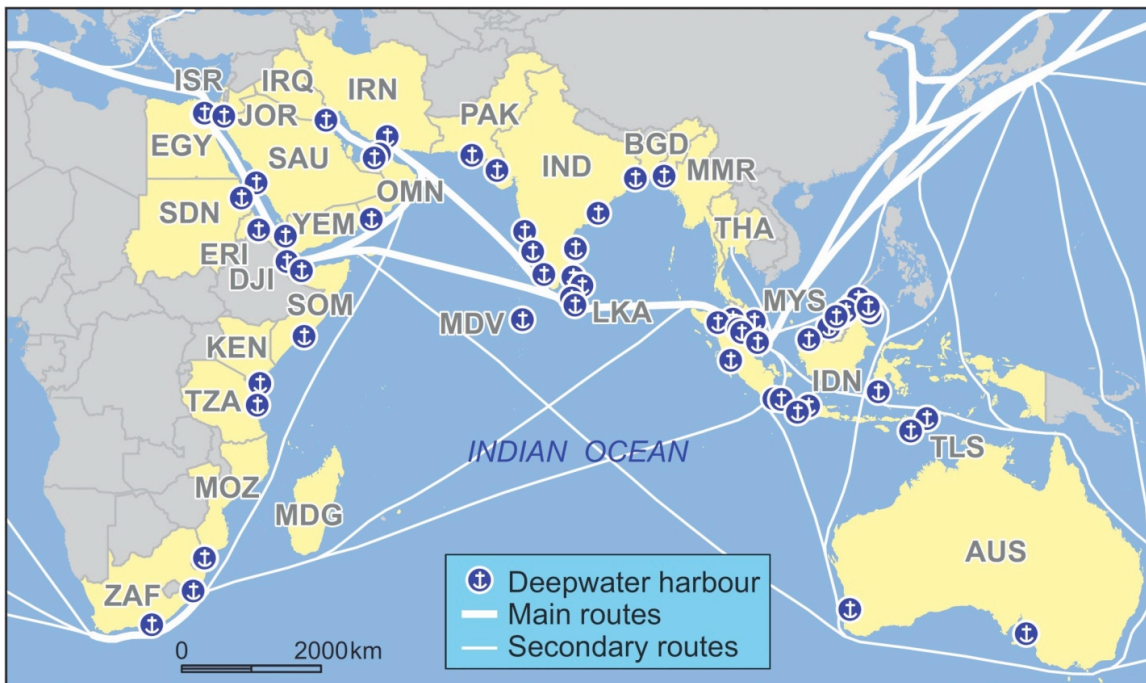 ISR
IRQ
IRN
JOR
PAK
EGY
BGD
SAU
IND
MMR
OMN
SDN
YEM
THA
ERI
DJI
SOM
MYS
MDV
LKA
KEN
IDN
TZA
INDIAN OCEAN
TLS
MOZ
MDG
AUS
ZAF
Deepwater harbour
Main routes
Secondary routes
0 2000km